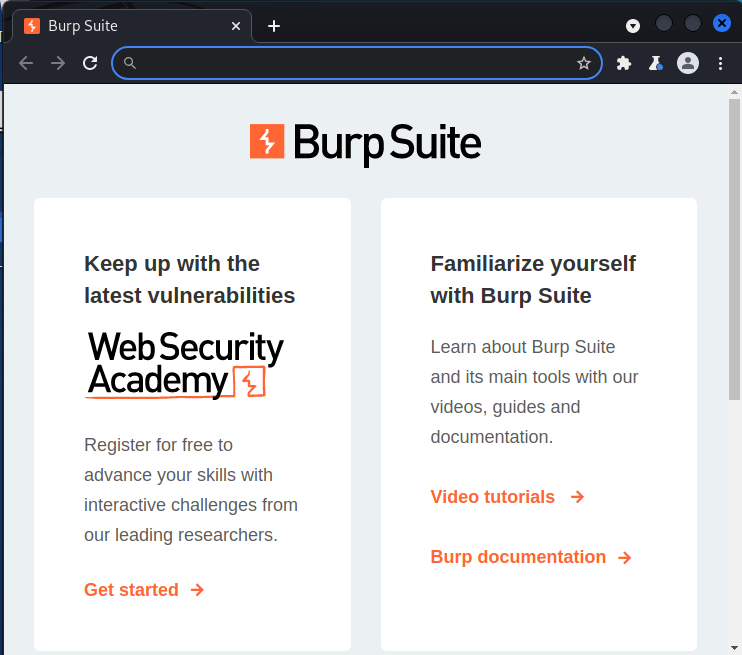 Burp Suite
Burp Suite
Keep up with the
latest vulnerabilities
Web Security
Academy
Register for free to
advance your skills with
interactive challenges from
our leading researchers.
Get started
Familiarize yourself
with Burp Suite
Learn about Burp Suite
and its main tools with our
videos, guides and
documentation.
Video tutorials
Burp documentation